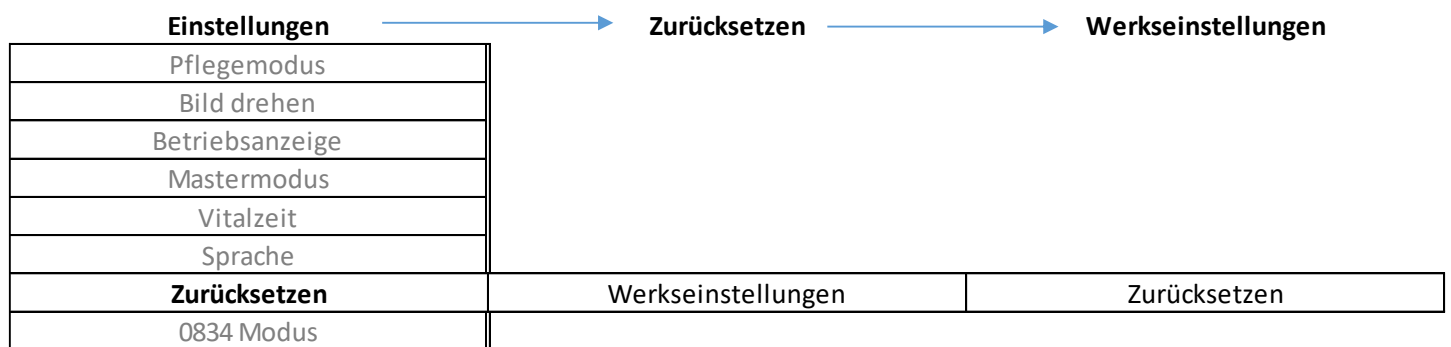 Einstellungen Zurücksetzen Werkseinstellungen
Pflegemodus
Bild drehen
Betriebsanzeige
Mastermodus
Vitalzeit
Sprache
Zurücksetzen Werkseinstellungen Zurücksetzen
0834 Modus